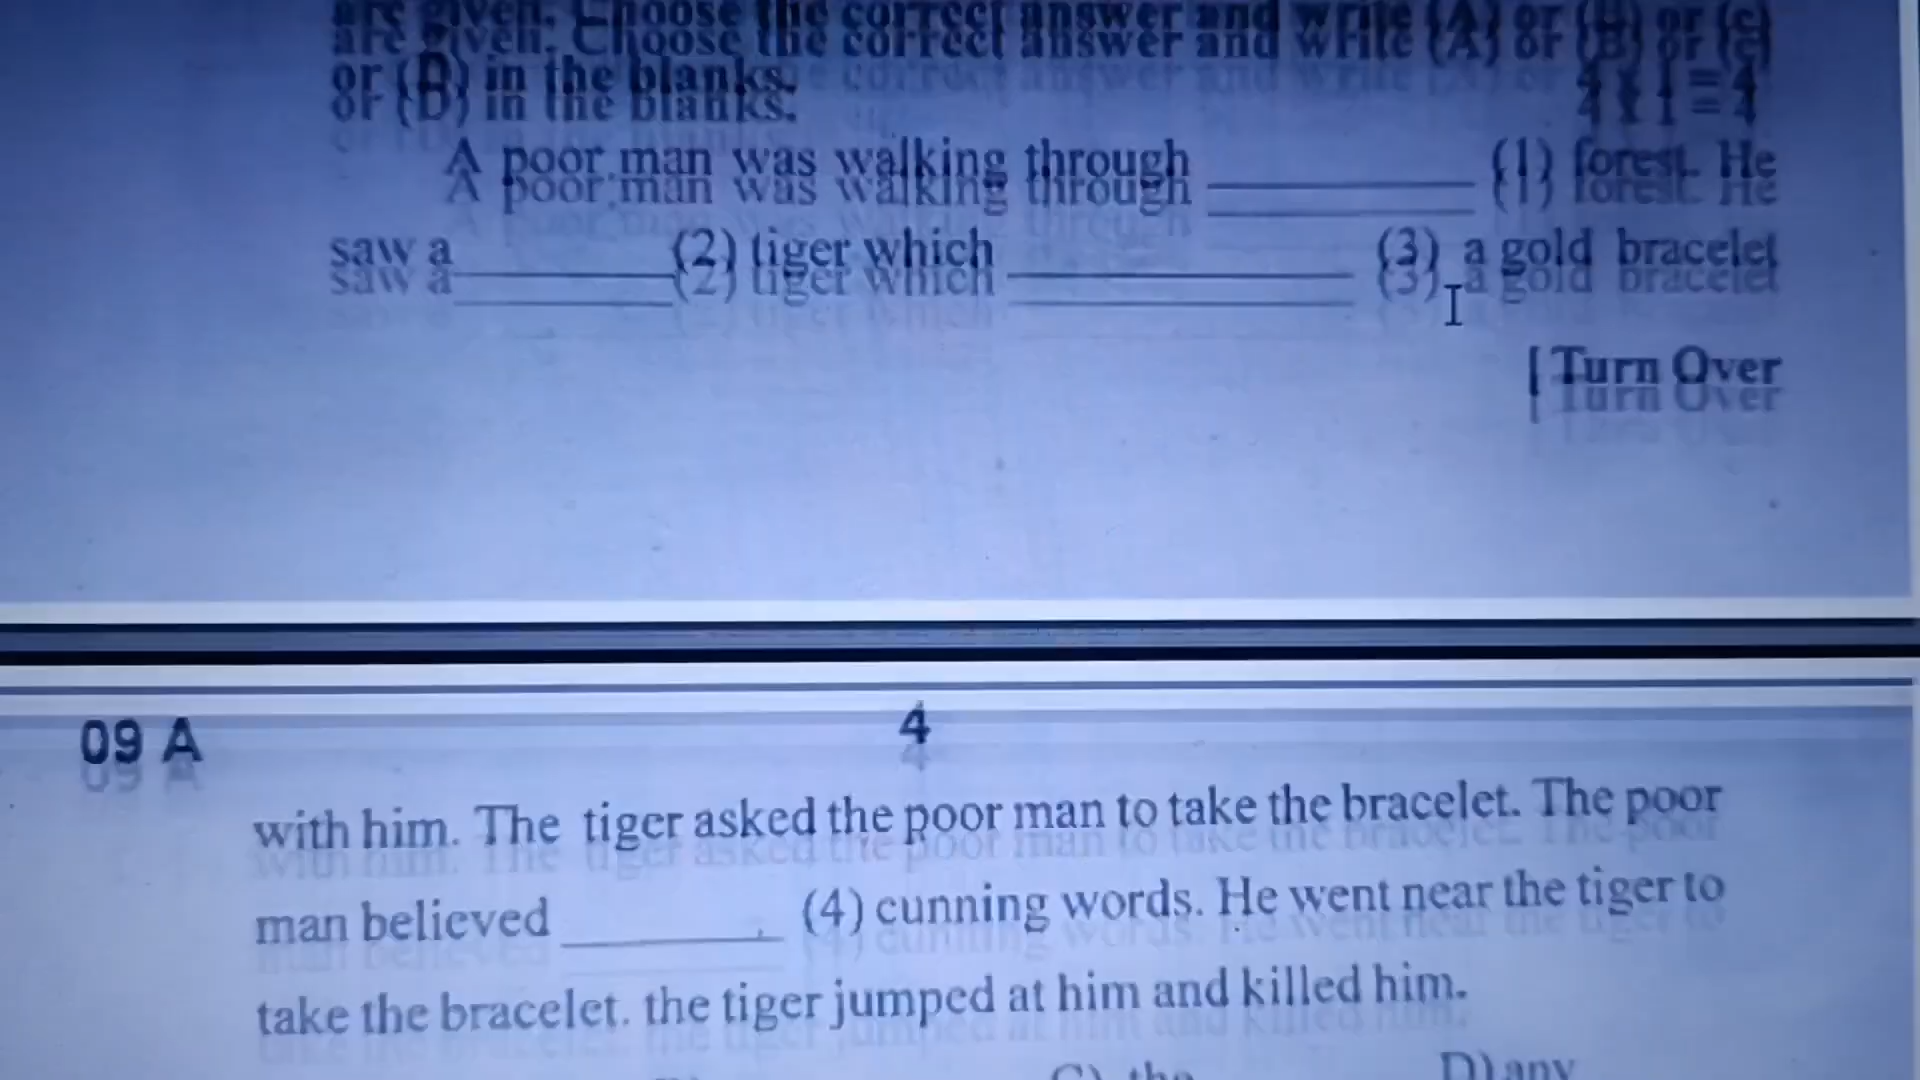 are given. Choose the correct answer and write (A) or (B) or (c)
or (D) in the blanks.
4 x 1 = 4
A poor man was walking through __________ (1) forest. He
saw a ________ (2) tiger which ____________ (3) a gold bracelet
[ Turn Over
09 A
4
with him. The tiger asked the poor man to take the bracelet. The poor
man believed ________ (4) cunning words. He went near the tiger to
take the bracelet. the tiger jumped at him and killed him.
C) the D) any